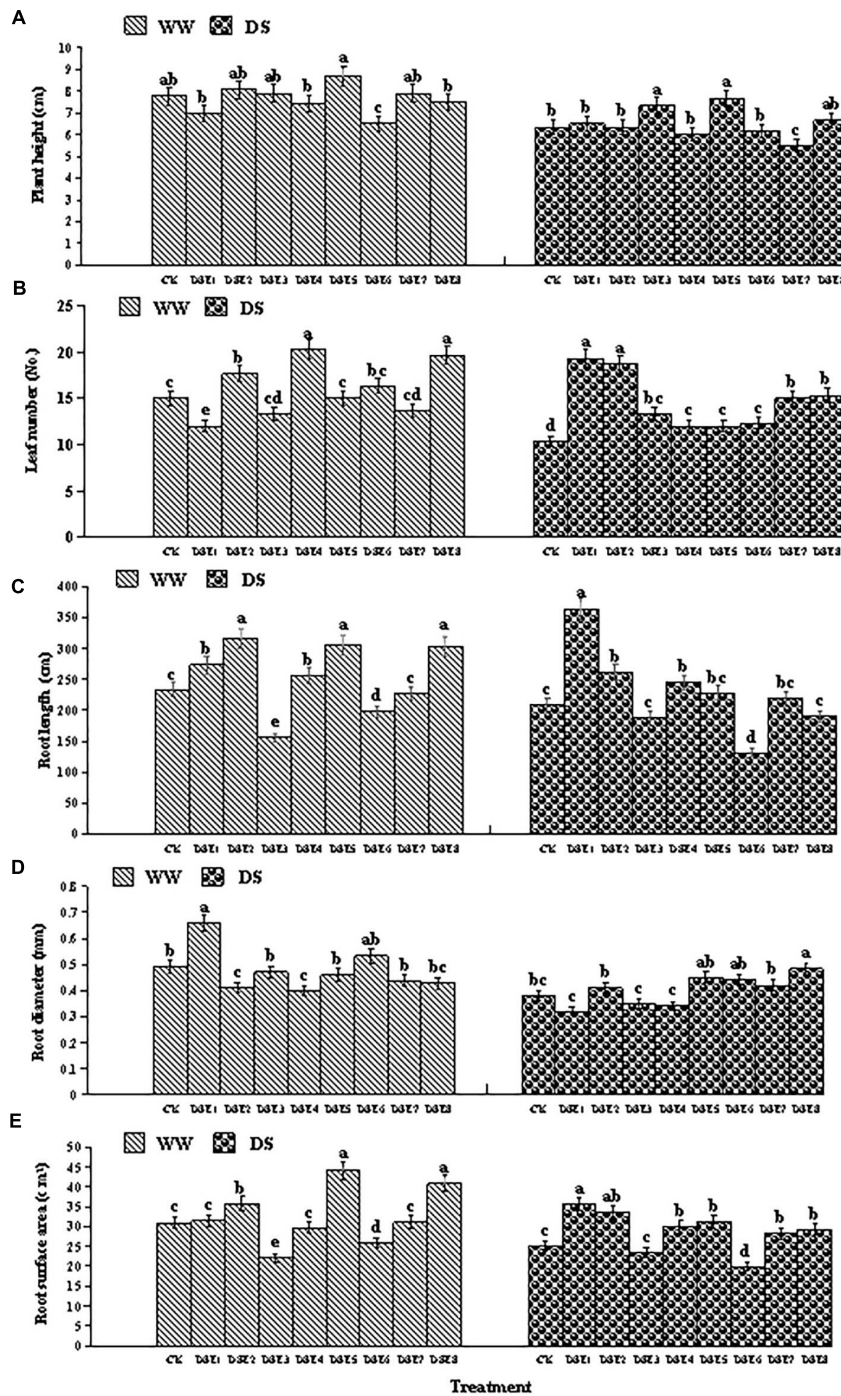 A
WW DS
Plant height (cm)
10
9
8
7
6
5
4
3
2
1
0
ab b ab ab b a c ab b
b b b a b a b c ab
CK DSE1 DSE2 DSE3 DSE4 DSE5 DSE6 DSE7 DSE8
CK DSE1 DSE2 DSE3 DSE4 DSE5 DSE6 DSE7
B
WW DS
Leaf number (No.)
25
20
15
10
5
0
c e b cd a c bc cd a
d a a bc c c c b b
CK DSE1 DSE2 DSE3 DSE4 DSE5 DSE6 DSE7 DSE8
CK DSE1 DSE2 DSE3 DSE4 DSE5 DSE6 DSE7 DSE8
C
WW DS
Root length (cm)
400
350
300
250
200
150
100
50
0
c b a e b a d c a
c a b c b bc d bc c
CK DSE1 DSE2 DSE3 DSE4 DSE5 DSE6 DSE7 DSE8
CK DSE1 DSE2 DSE3 DSE4 DSE5 DSE6 DSE7 DSE8
D
WW DS
Root diameter (mm)
0.8
0.7
0.6
0.5
0.4
0.3
0.2
0.1
0
b a c b c b ab b bc
bc c b c c ab ab b a
CK DSE1 DSE2 DSE3 DSE4 DSE5 DSE6 DSE7 DSE8
CK DSE1 DSE2 DSE3 DSE4 DSE5 DSE6 DSE7 DSE8
E
WW DS
Root surface area (cm²)
50
45
40
35
30
25
20
15
10
5
0
c c b e c a d c a
c a ab c b b d b b
CK DSE1 DSE2 DSE3 DSE4 DSE5 DSE6 DSE7 DSE8
CK DSE1 DSE2 DSE3 DSE4 DSE5 DSE6 DSE7 DSE8
Treatment